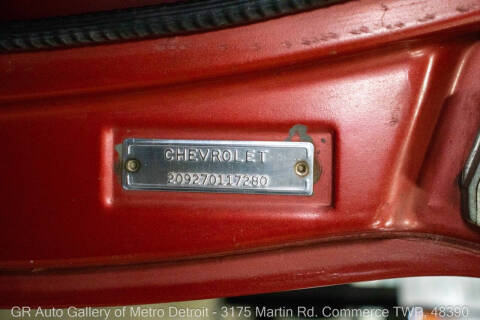 CHEVROLET
209270117280
GR Auto Gallery of Metro Detroit - 3175 Martin Rd. Commerce TWP, 48390